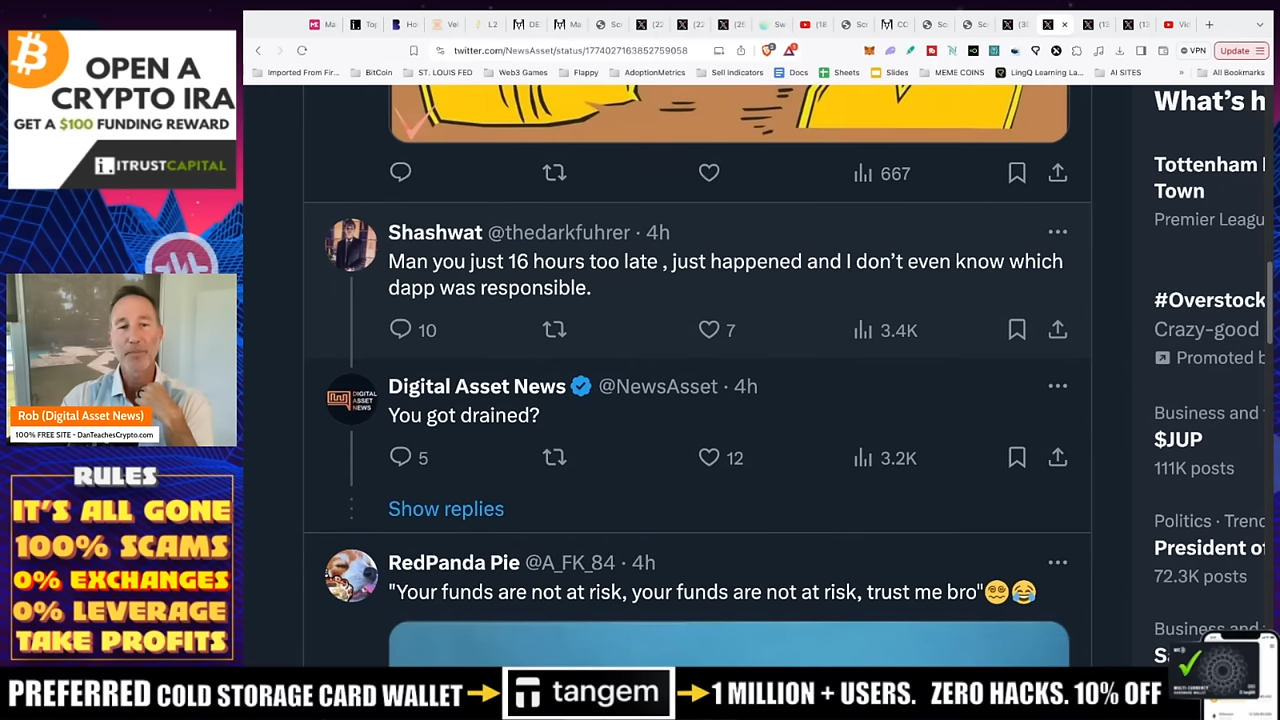 OPEN A
CRYPTO IRA
GET A $100 FUNDING REWARD
i. iTRUSTCAPITAL
Rob (Digital Asset News)
100% FREE SITE - DanTeachesCrypto.com
RULES
IT'S ALL GONE
100% SCAMS
0% EXCHANGES
0% LEVERAGE
TAKE PROFITS
twitter.com/NewsAsset/status/1774027163852759058
VPN
Update
Imported From Fir...
BitCoin
ST. LOUIS FED
Web3 Games
Flappy
AdoptionMetrics
Sell indicators
Docs
Sheets
Slides
MEME COINS
LingQ Learning La...
AI SITES
»
All Bookmarks
667
Shashwat @thedarkfuhrer · 4h
Man you just 16 hours too late , just happened and I don't even know which
dapp was responsible.
10 7 3.4K
Digital Asset News @NewsAsset · 4h
You got drained?
5 12 3.2K
Show replies
RedPanda Pie @A_FK_84 · 4h
"Your funds are not at risk, your funds are not at risk, trust me bro"😵‍💫😂
What's h
Tottenham
Town
Premier Leagu
#Overstock
Crazy-good
Promoted b
Business and
$JUP
111K posts
Politics · Trend
President of
72.3K posts
Business and
PREFERRED COLD STORAGE CARD WALLET
tangem
1 MILLION + USERS. ZERO HACKS. 10% OFF